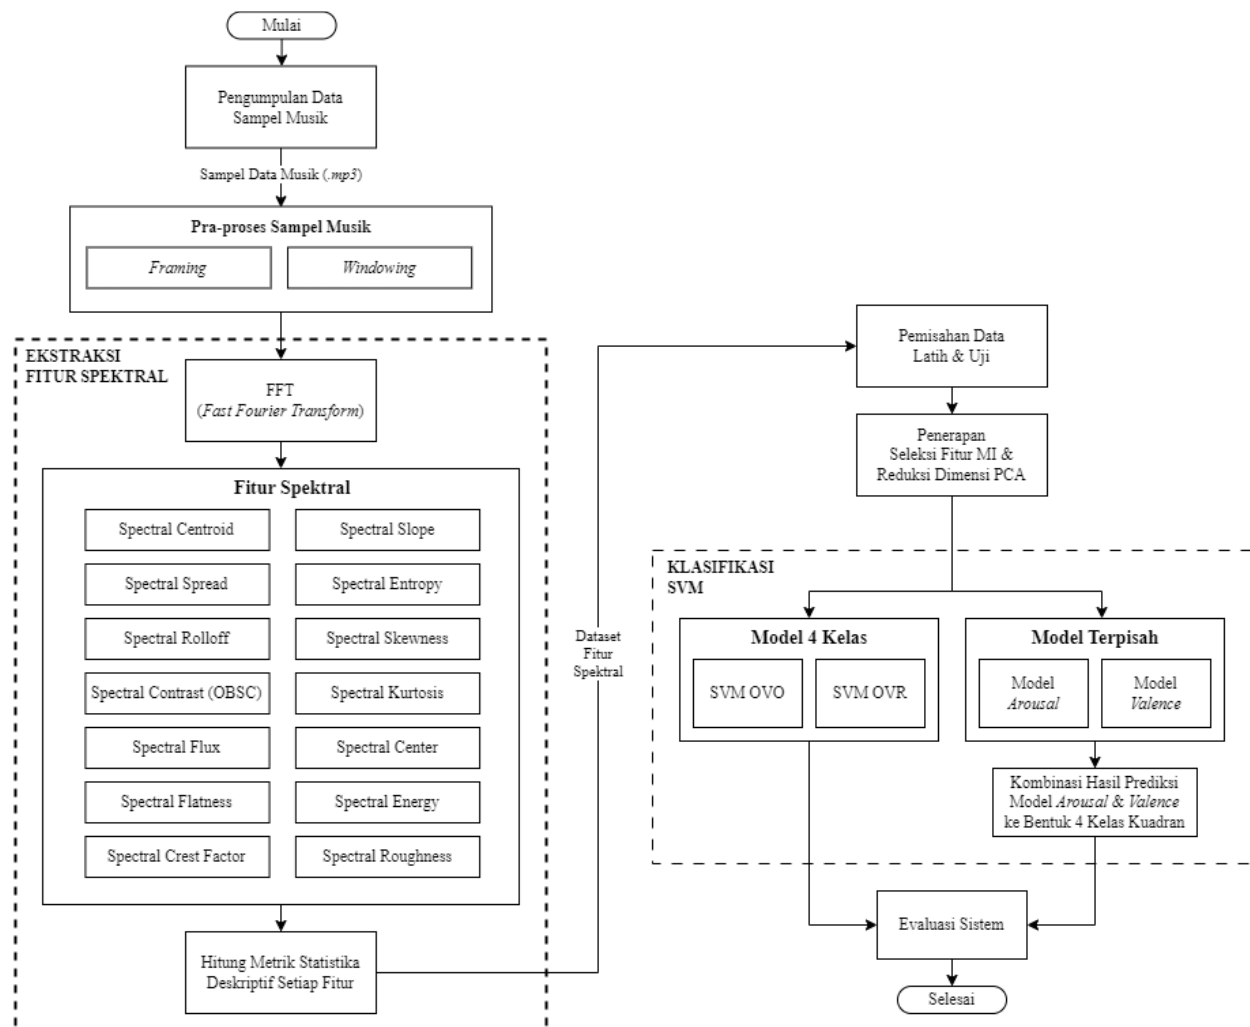 Mulai
Pengumpulan Data
Sampel Musik
Sampel Data Musik (.mp3)
Pra-proses Sampel Musik
Framing
Windowing
EKSTRAKSI
FITUR SPEKTRAL
FFT
(Fast Fourier Transform)
Fitur Spektral
Spectral Centroid
Spectral Slope
Spectral Spread
Spectral Entropy
Spectral Rolloff
Spectral Skewness
Spectral Contrast (OBSC)
Spectral Kurtosis
Spectral Flux
Spectral Center
Spectral Flatness
Spectral Energy
Spectral Crest Factor
Spectral Roughness
Hitung Metrik Statistika
Deskriptif Setiap Fitur
Dataset
Fitur
Spektral
Pemisahan Data
Latih & Uji
Penerapan
Seleksi Fitur MI &
Reduksi Dimensi PCA
KLASIFIKASI
SVM
Model 4 Kelas
SVM OVO
SVM OVR
Model Terpisah
Model
Arousal
Model
Valence
Kombinasi Hasil Prediksi
Model Arousal & Valence
ke Bentuk 4 Kelas Kuadran
Evaluasi Sistem
Selesai